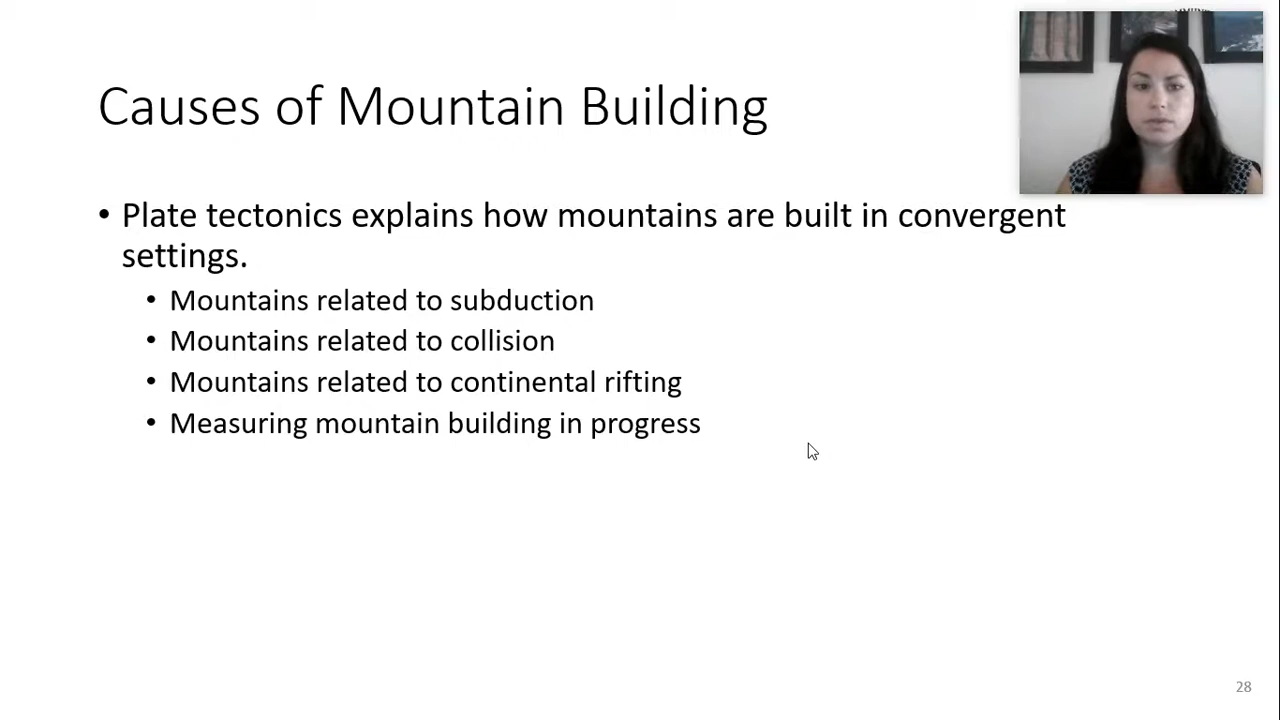 Causes of Mountain Building
• Plate tectonics explains how mountains are built in convergent
settings.
• Mountains related to subduction
• Mountains related to collision
• Mountains related to continental rifting
• Measuring mountain building in progress
28